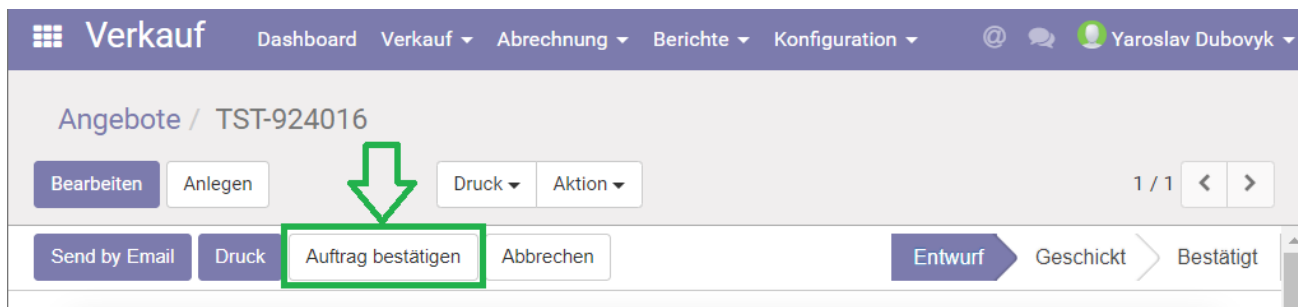 Verkauf Dashboard Verkauf Abrechnung Berichte Konfiguration @ Yaroslav Dubovyk
Angebote / TST-924016
Bearbeiten Anlegen Druck Aktion 1 / 1
Send by Email Druck Auftrag bestätigen Abbrechen Entwurf Geschickt Bestätigt